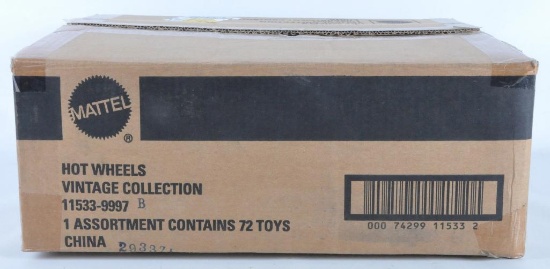 MATTEL
®
HOT WHEELS
VINTAGE COLLECTION
11533-9997 B
1 ASSORTMENT CONTAINS 72 TOYS
CHINA
000 74299 11533 2